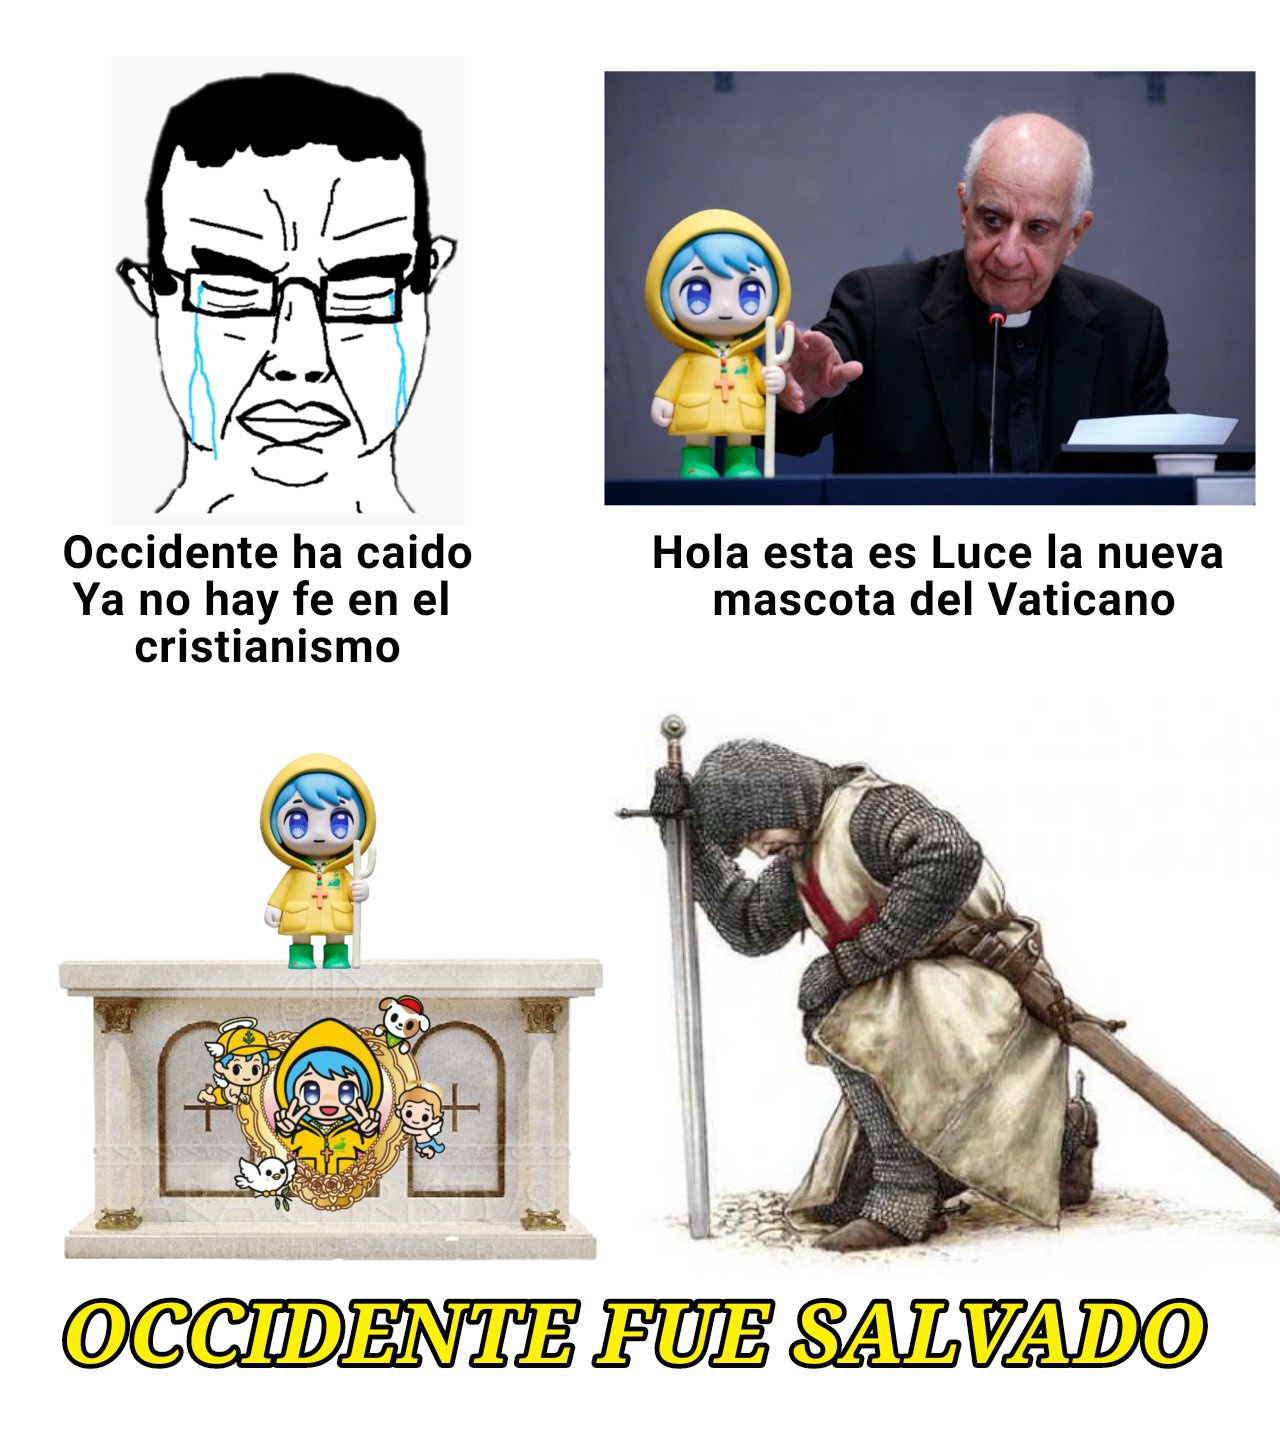 Occidente ha caido
Ya no hay fe en el
cristianismo
Hola esta es Luce la nueva
mascota del Vaticano
OCCIDENTE FUE SALVADO